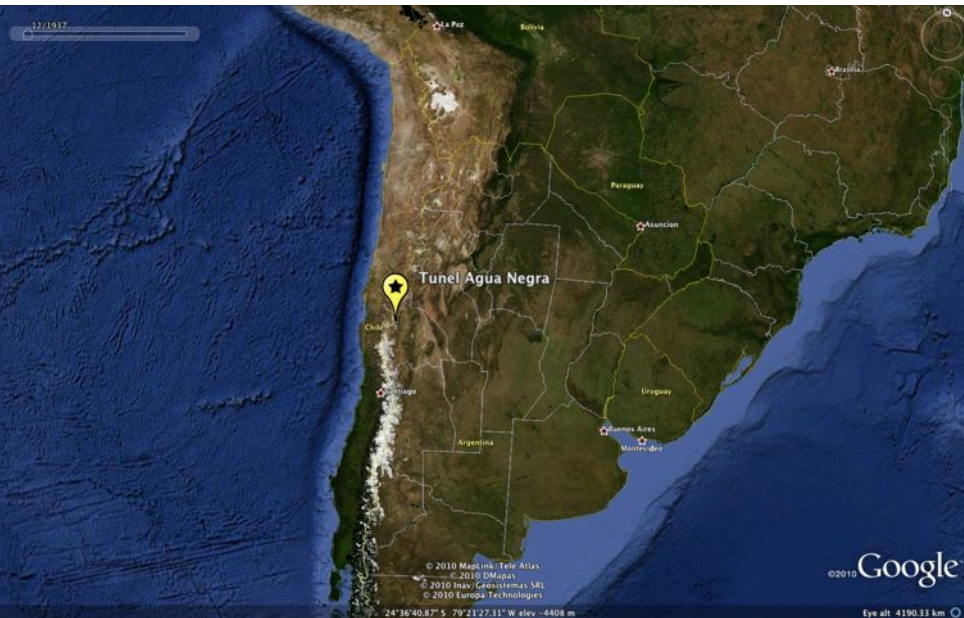 12/1937
N
La Paz
Bolivia
Brasilia
Paraguay
Asuncion
Tunel Agua Negra
Chile
Santiago
Uruguay
Buenos Aires
Argentina
Montevideo
© 2010 MapLink/Tele Atlas
© 2010 DMapas
© 2010 Inav/Geosistemas SRL
© 2010 Europa Technologies
©2010 Google
24°36'40.87" S 79°21'27.31" W elev -4408 m
Eye alt 4190.33 km